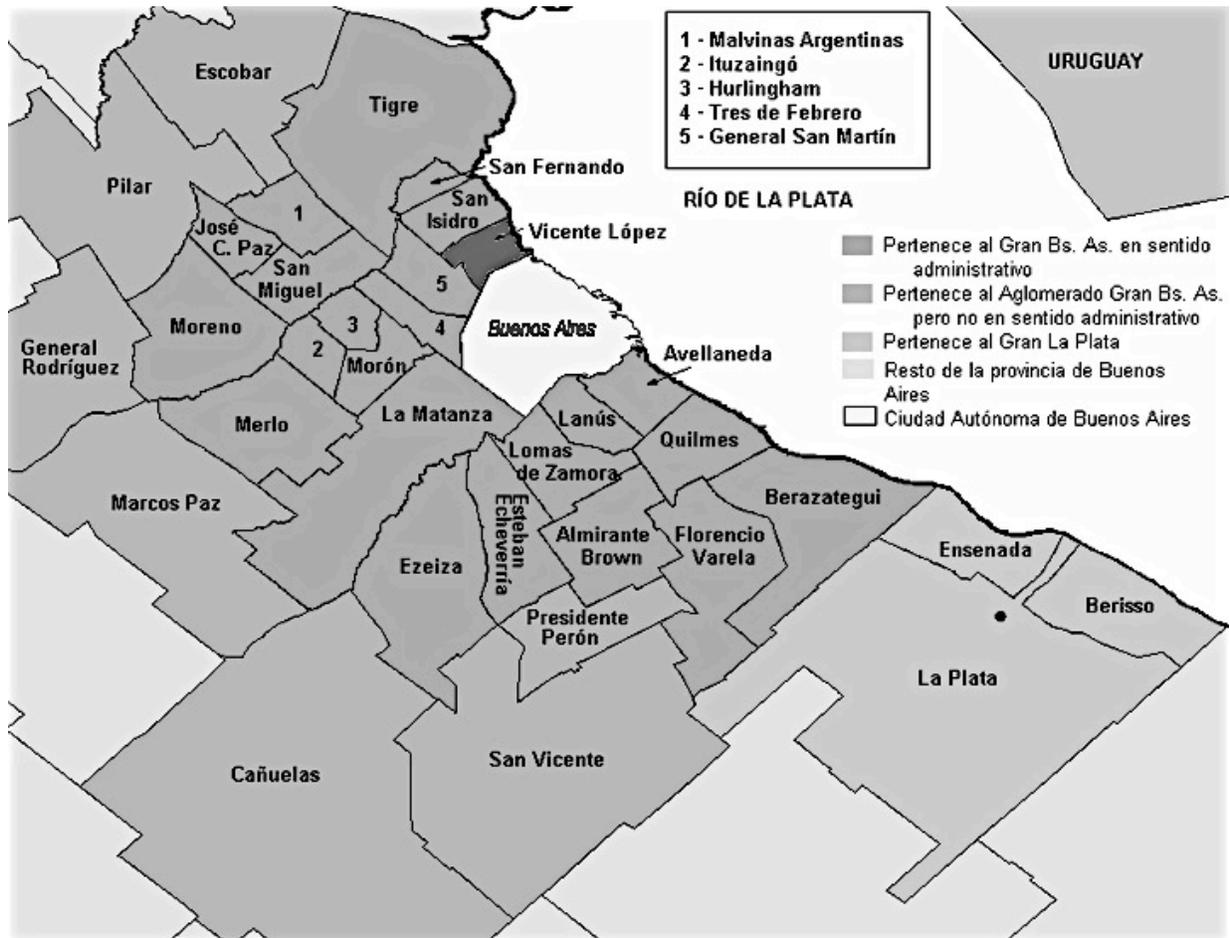 1 - Malvinas Argentinas
2 - Ituzaingó
3 - Hurlingham
4 - Tres de Febrero
5 - General San Martín
URUGUAY
Escobar
Tigre
San Fernando
Pilar
1
San
Isidro
RÍO DE LA PLATA
José
C. Paz
Vicente López
Pertenece al Gran Bs. As. en sentido
administrativo
Pertenece al Aglomerado Gran Bs. As.
pero no en sentido administrativo
Pertenece al Gran La Plata
Resto de la provincia de Buenos
Aires
Ciudad Autónoma de Buenos Aires
San
Miguel
5
Moreno
3
4
Buenos Aires
General
Rodríguez
2
Morón
Avellaneda
Merlo
La Matanza
Lanús
Quilmes
Lomas
de Zamora
Marcos Paz
Esteban
Echeverría
Berazategui
Almirante
Brown
Florencio
Varela
Ezeiza
Ensenada
Berisso
Presidente
Perón
La Plata
Cañuelas
San Vicente